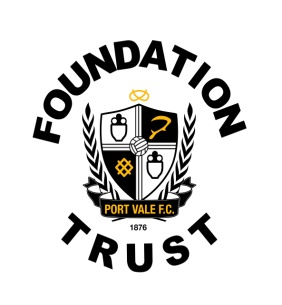 FOUNDATION
PORT VALE F.C.
1876
TRUST